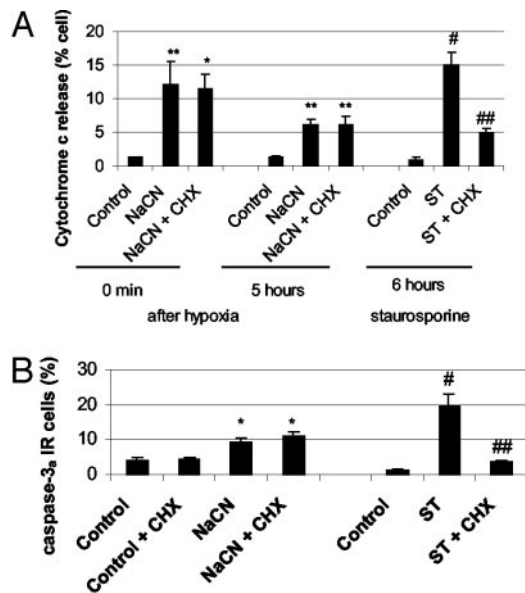 A
Cytochrome c release (% cell)
20
15
10
5
0
** * ** ** # ##
Control NaCN NaCN + CHX Control NaCN NaCN + CHX Control ST ST + CHX
0 min 5 hours 6 hours
after hypoxia staurosporine
B
caspase-3a IR cells (%)
30
20
10
0
* * # ##
Control Control + CHX NaCN NaCN + CHX Control ST ST + CHX